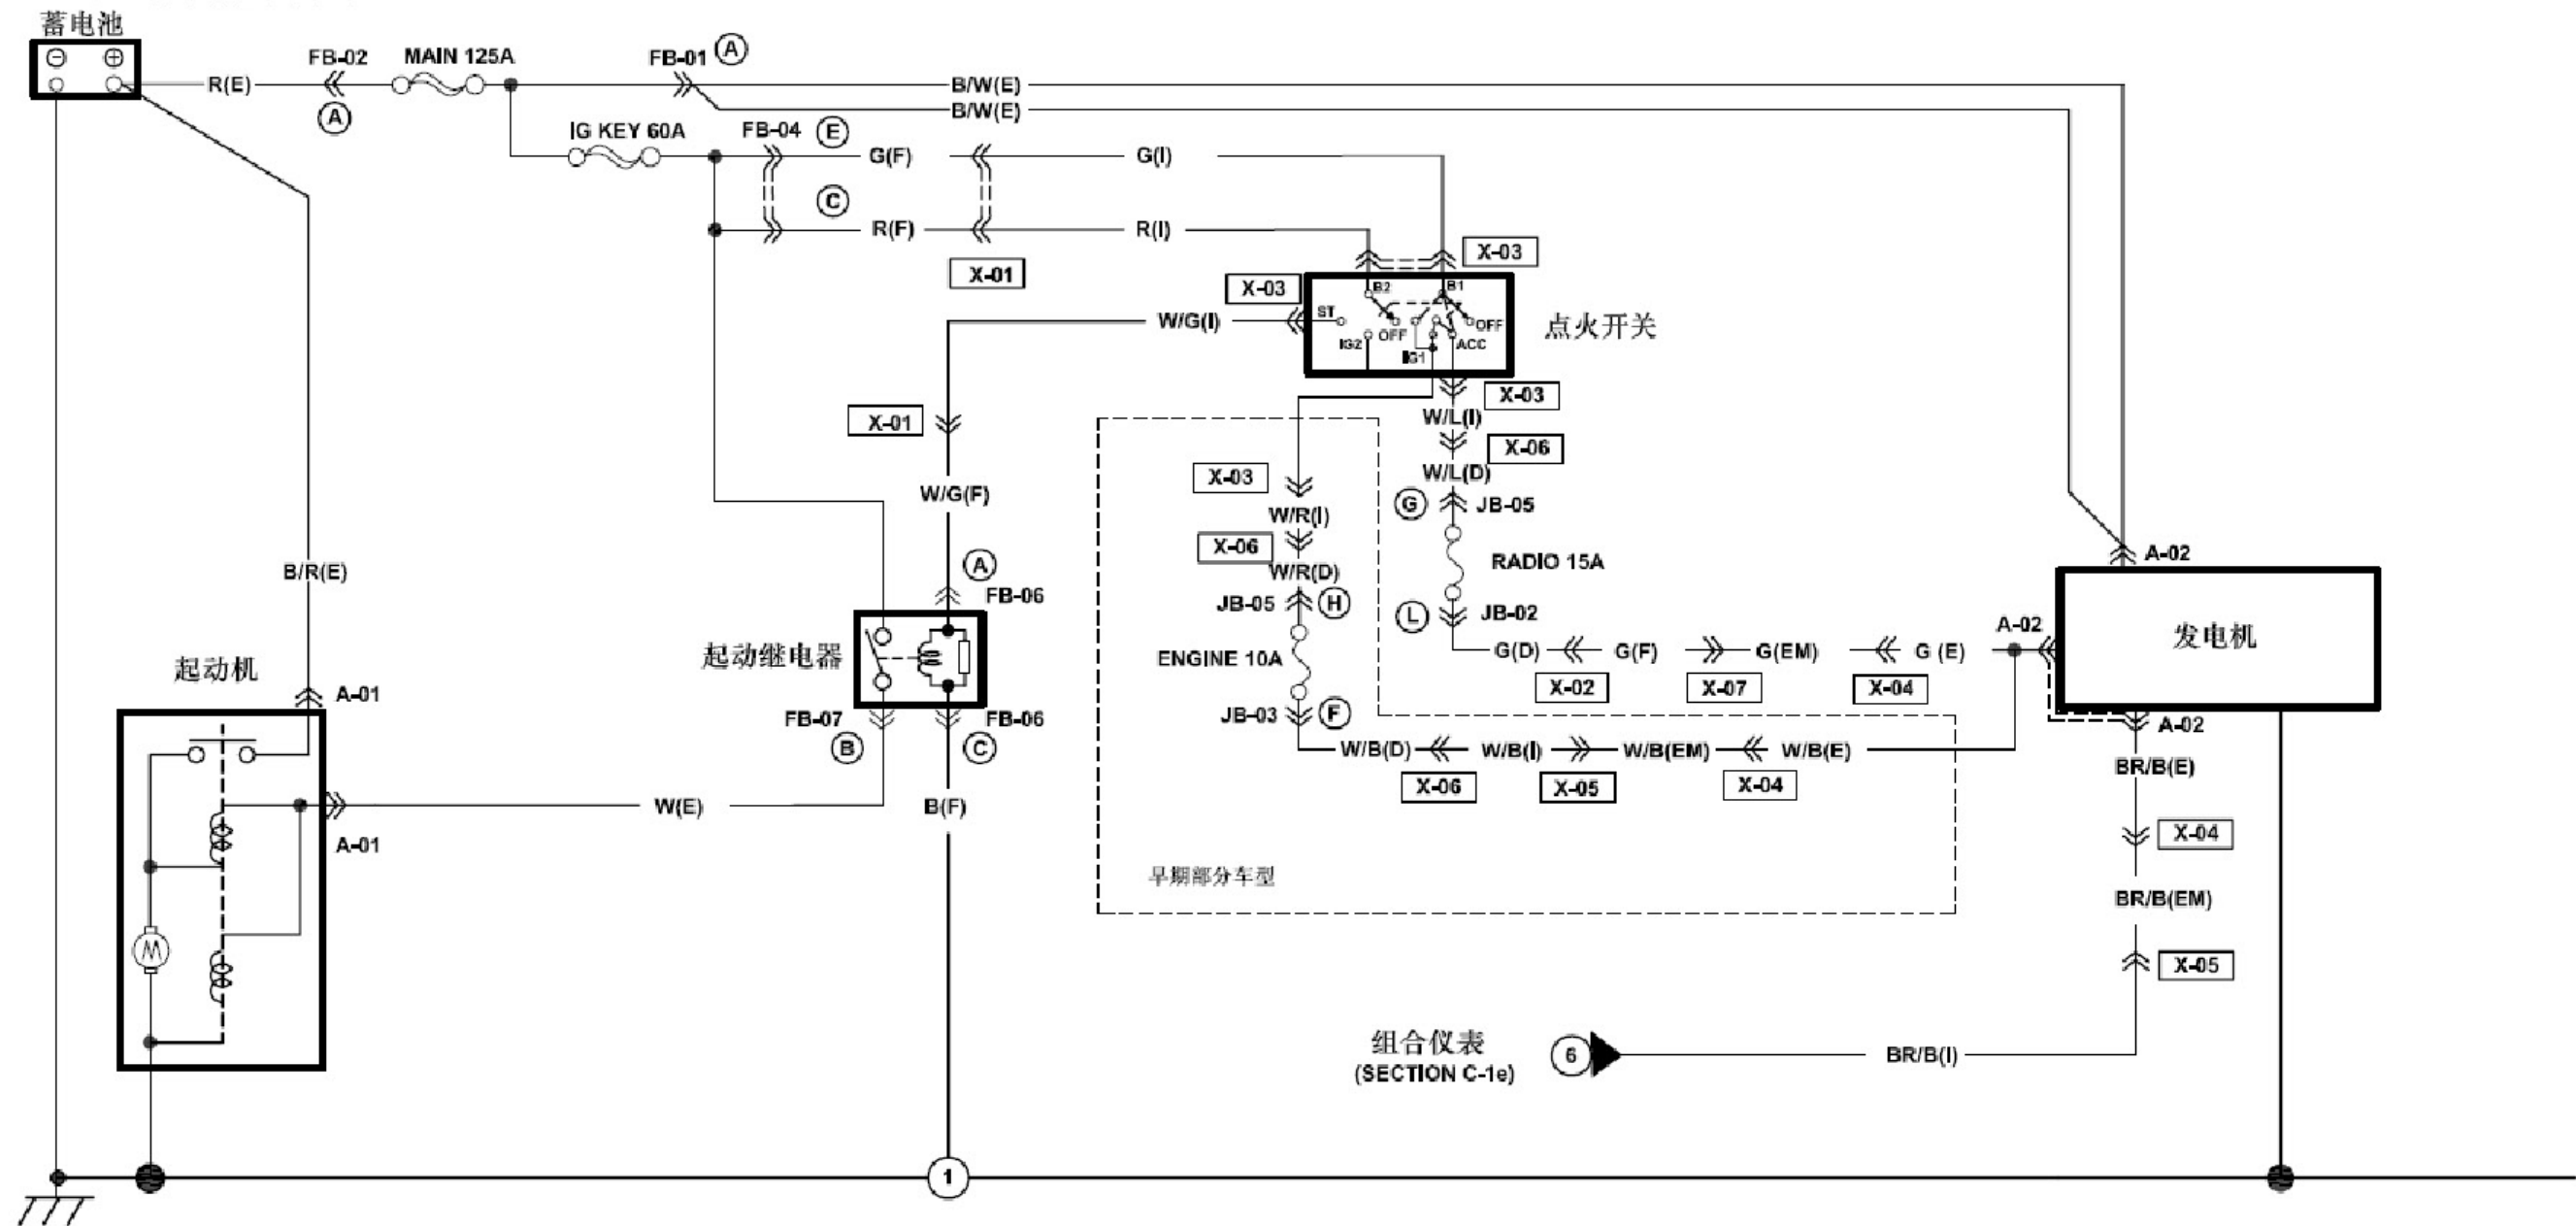 蓄电池
FB-02
MAIN 125A
FB-01
A
R(E)
A
B/W(E)
B/W(E)
IG KEY 60A
FB-04
E
G(F)
G(I)
C
R(F)
R(I)
X-01
X-03
X-03
B2
B1
ST
OFF
OFF
IG2
IG1
ACC
点火开关
W/G(I)
X-03
X-01
W/L(I)
X-06
W/L(D)
X-03
G
JB-05
W/G(F)
W/R(I)
X-06
W/R(D)
RADIO 15A
A-02
B/R(E)
A
FB-06
JB-05
H
L
JB-02
A-02
发电机
起动继电器
ENGINE 10A
G(D)
G(F)
G(EM)
G (E)
X-02
X-07
X-04
起动机
A-01
FB-07
FB-06
B
C
JB-03
F
A-02
W/B(D)
W/B(I)
W/B(EM)
W/B(E)
BR/B(E)
X-06
X-05
X-04
W(E)
B(F)
A-01
X-04
早期部分车型
BR/B(EM)
M
X-05
组合仪表
(SECTION C-1e)
6
BR/B(I)
1